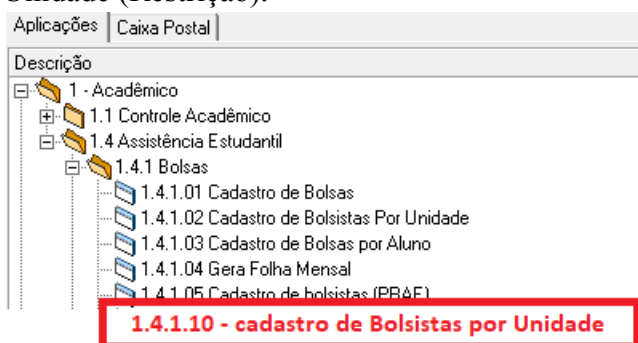 Unidade (Restrição).
Aplicações Caixa Postal
Descrição
1 - Acadêmico
1.1 Controle Acadêmico
1.4 Assistência Estudantil
1.4.1 Bolsas
1.4.1.01 Cadastro de Bolsas
1.4.1.02 Cadastro de Bolsistas Por Unidade
1.4.1.03 Cadastro de Bolsas por Aluno
1.4.1.04 Gera Folha Mensal
1.4.1.05 Cadastro de bolsistas (PRAE)
1.4.1.10 - cadastro de Bolsistas por Unidade